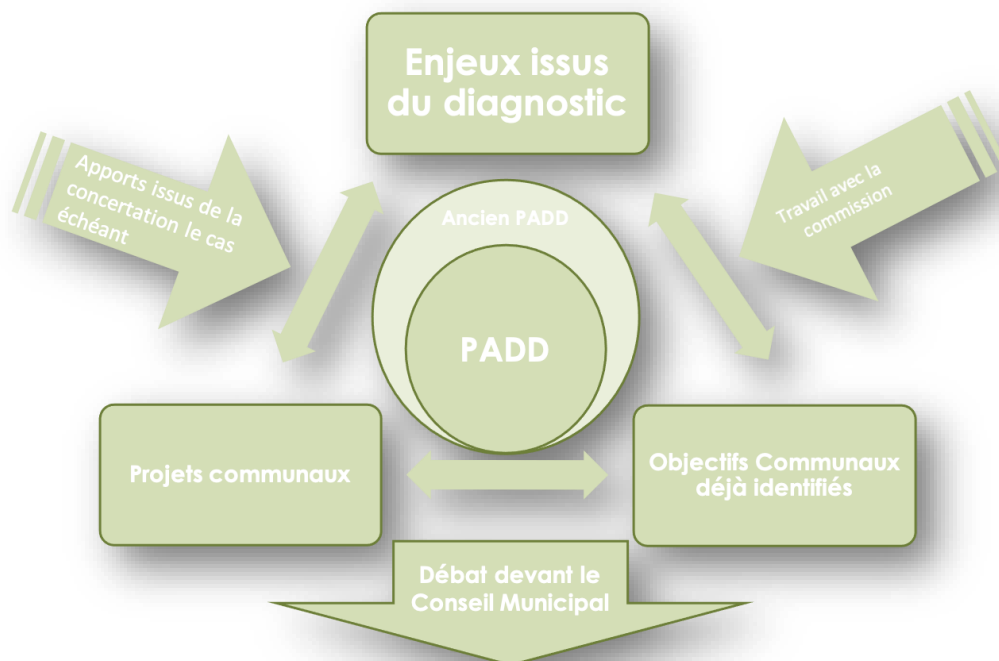 Enjeux issus
du diagnostic
Apports issus de la
concertation le cas
échéant
Travail avec la
commission
Ancien PADD
PADD
Projets communaux
Objectifs Communaux
déjà identifiés
Débat devant le
Conseil Municipal